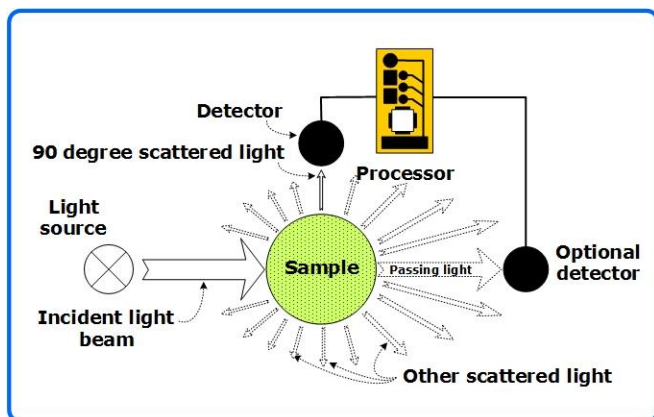 Detector
90 degree scattered light
Processor
Light
source
Sample
Passing light
Optional
detector
Incident light
beam
Other scattered light